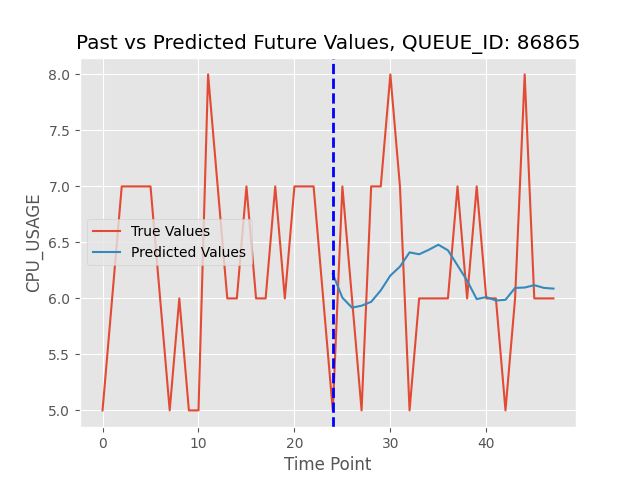 Past vs Predicted Future Values, QUEUE_ID: 86865
8.0
7.5
7.0
6.5
6.0
5.5
5.0
CPU_USAGE
True Values
Predicted Values
0 10 20 30 40
Time Point